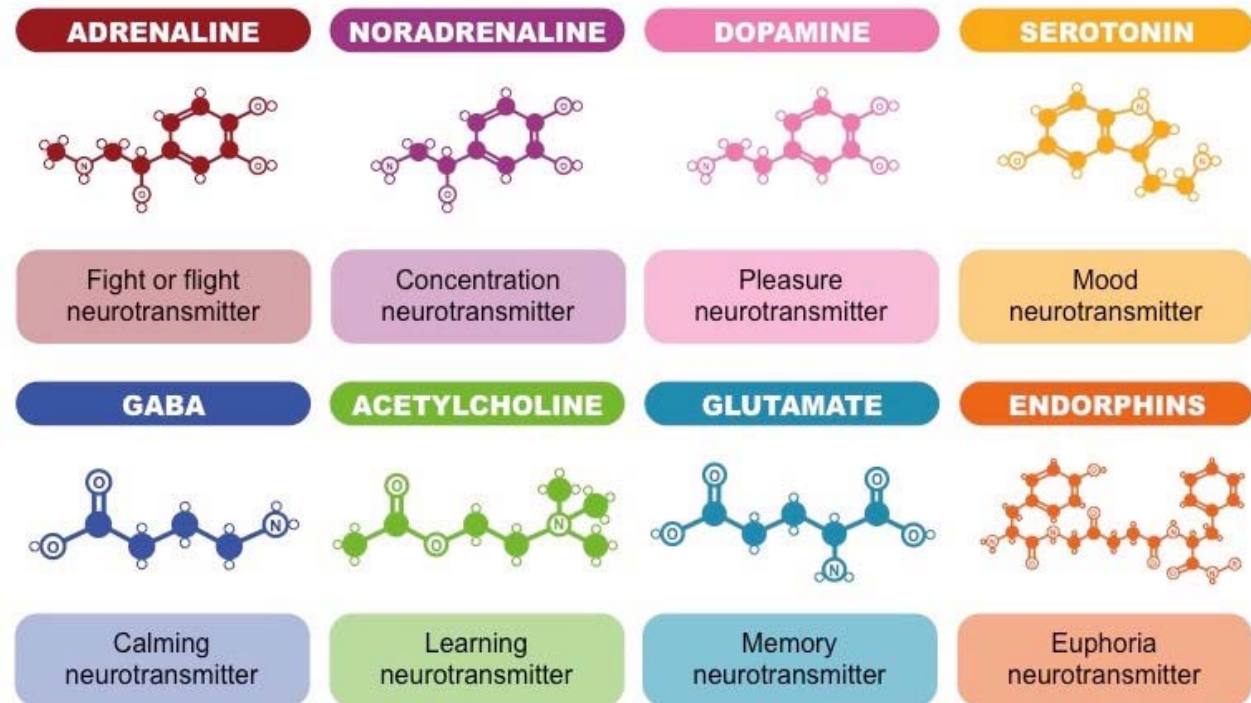 ADRENALINE
NORADRENALINE
DOPAMINE
SEROTONIN
Fight or flight
neurotransmitter
Concentration
neurotransmitter
Pleasure
neurotransmitter
Mood
neurotransmitter
GABA
ACETYLCHOLINE
GLUTAMATE
ENDORPHINS
Calming
neurotransmitter
Learning
neurotransmitter
Memory
neurotransmitter
Euphoria
neurotransmitter